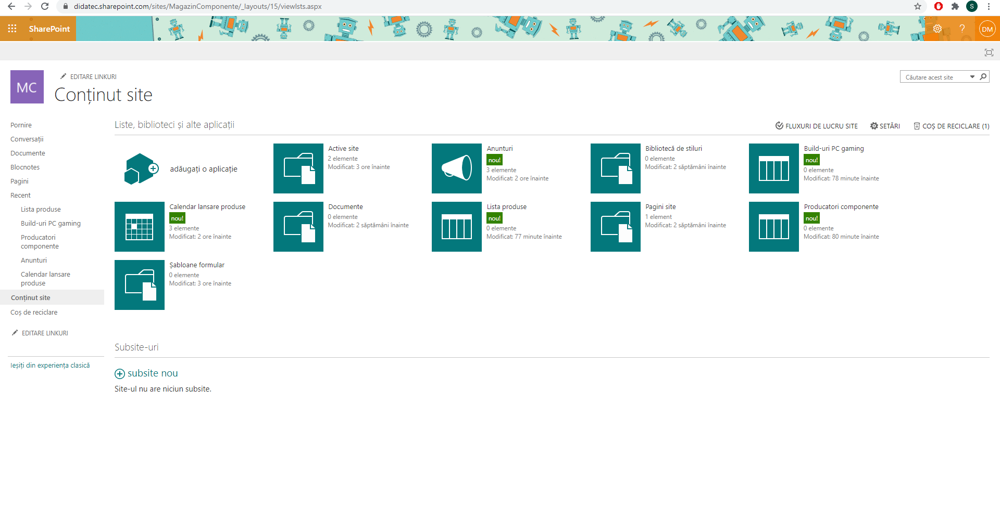 didatec.sharepoint.com/sites/MagazinComponente/_layouts/15/viewlsts.aspx
S
SharePoint
? DM
MC
EDITARE LINKURI
Conținut site
Căutare acest site
Pornire
Conversații
Documente
Blocnotes
Pagini
Recent
Lista produse
Build-uri PC gaming
Producatori
componente
Anunturi
Calendar lansare
produse
Conținut site
Coș de reciclare
EDITARE LINKURI
Ieșiți din experiența clasică
Liste, biblioteci și alte aplicații
FLUXURI DE LUCRU SITE
SETĂRI
COȘ DE RECICLARE (1)
adăugați o aplicație
Active site
2 elemente
Modificat: 3 ore înainte
Anunturi
nou!
3 elemente
Modificat: 2 ore înainte
Bibliotecă de stiluri
0 elemente
Modificat: 2 săptămâni înainte
Build-uri PC gaming
nou!
0 elemente
Modificat: 78 minute înainte
Calendar lansare produse
nou!
3 elemente
Modificat: 2 ore înainte
Documente
0 elemente
Modificat: 2 săptămâni înainte
Lista produse
nou!
0 elemente
Modificat: 77 minute înainte
Pagini site
1 element
Modificat: 2 săptămâni înainte
Producatori componente
nou!
0 elemente
Modificat: 80 minute înainte
Șabloane formular
0 elemente
Modificat: 3 ore înainte
Subsite-uri
subsite nou
Site-ul nu are niciun subsite.